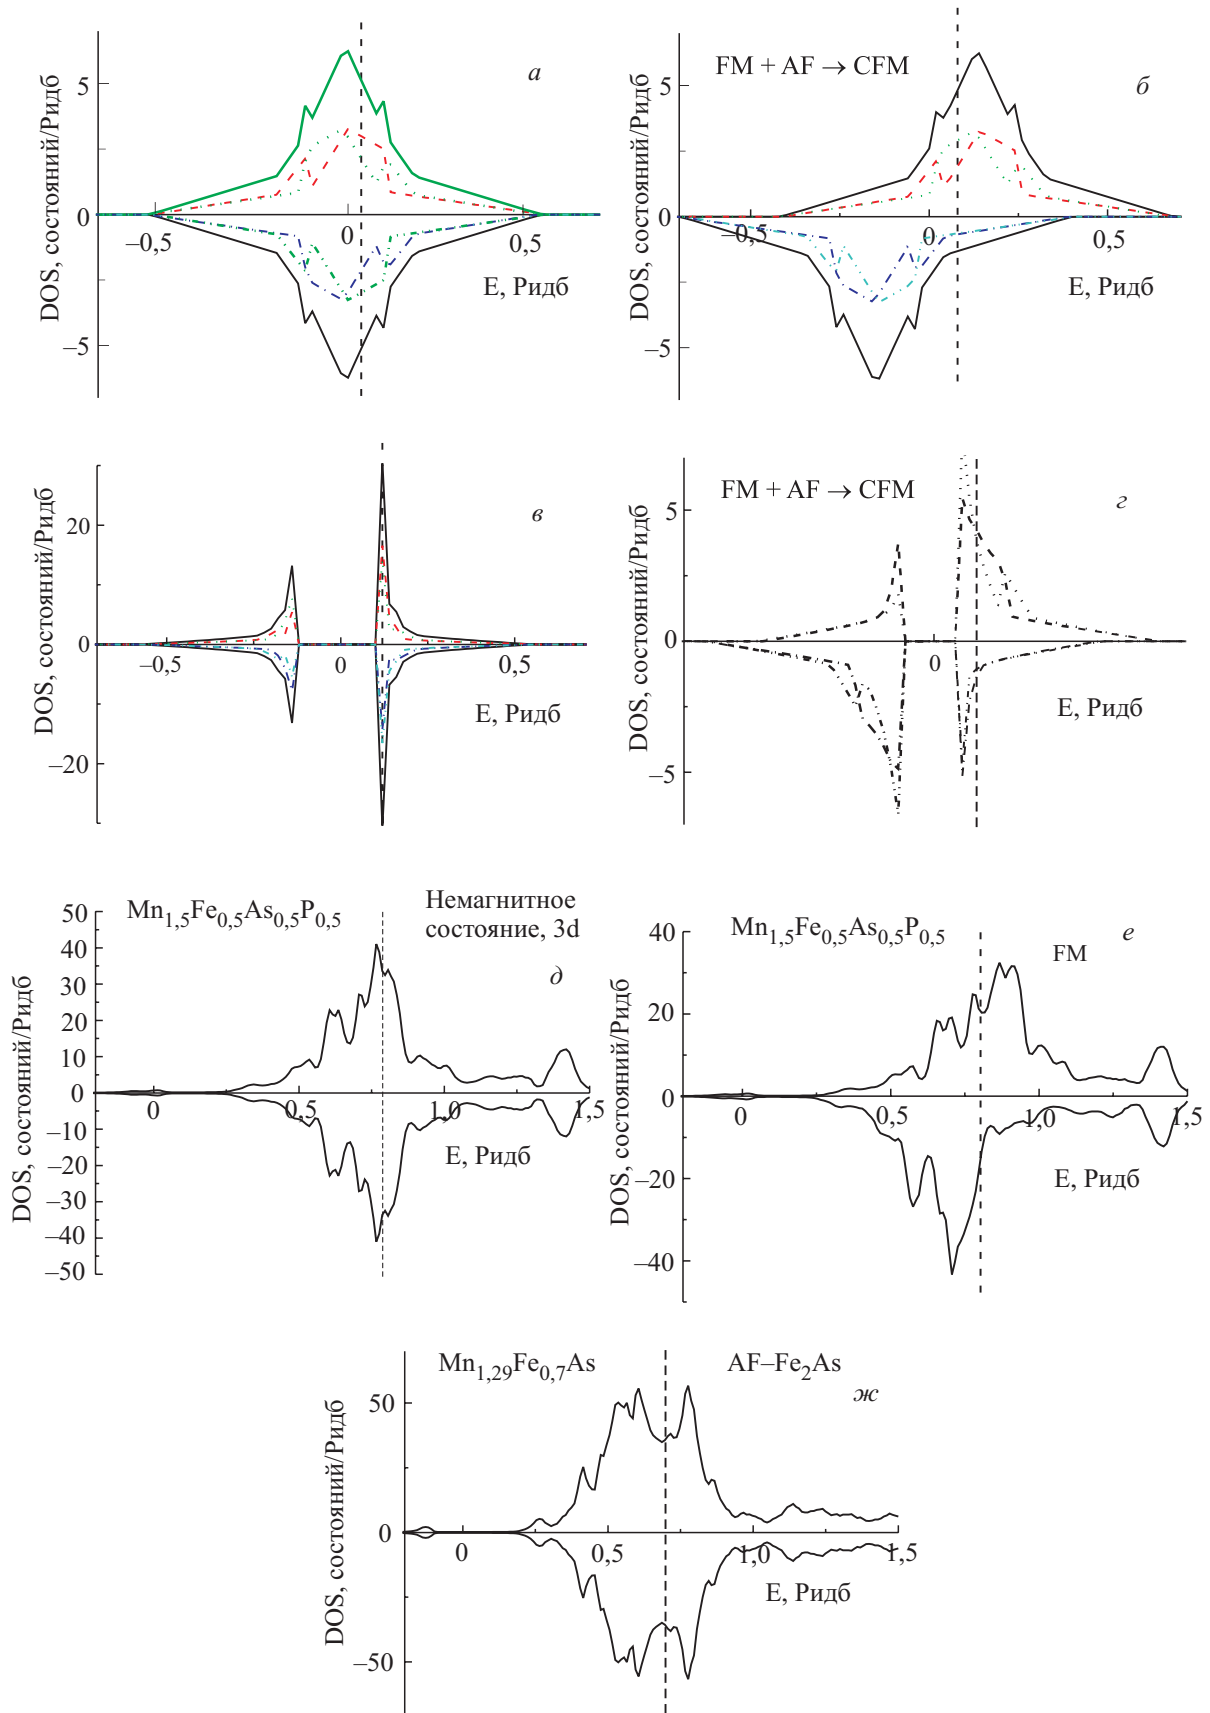 а
5
0
–5
–0,5
0
0,5
E, Ридб
DOS, состояний/Ридб
FM + AF → CFM
б
5
0
–5
–0,5
0
0,5
E, Ридб
DOS, состояний/Ридб
в
20
0
–20
–0,5
0
0,5
E, Ридб
DOS, состояний/Ридб
FM + AF → CFM
г
5
0
–5
0
E, Ридб
DOS, состояний/Ридб
Mn1,5Fe0,5As0,5P0,5
Немагнитное
состояние, 3d
д
50
40
30
20
10
0
–10
–20
–30
–40
–50
0
0,5
1,0
1,5
E, Ридб
DOS, состояний/Ридб
Mn1,5Fe0,5As0,5P0,5
е
FM
40
20
0
–20
–40
0
0,5
1,0
1,5
E, Ридб
DOS, состояний/Ридб
Mn1,29Fe0,7As
AF–Fe2As
ж
50
0
–50
0
0,5
1,0
1,5
E, Ридб
DOS, состояний/Ридб